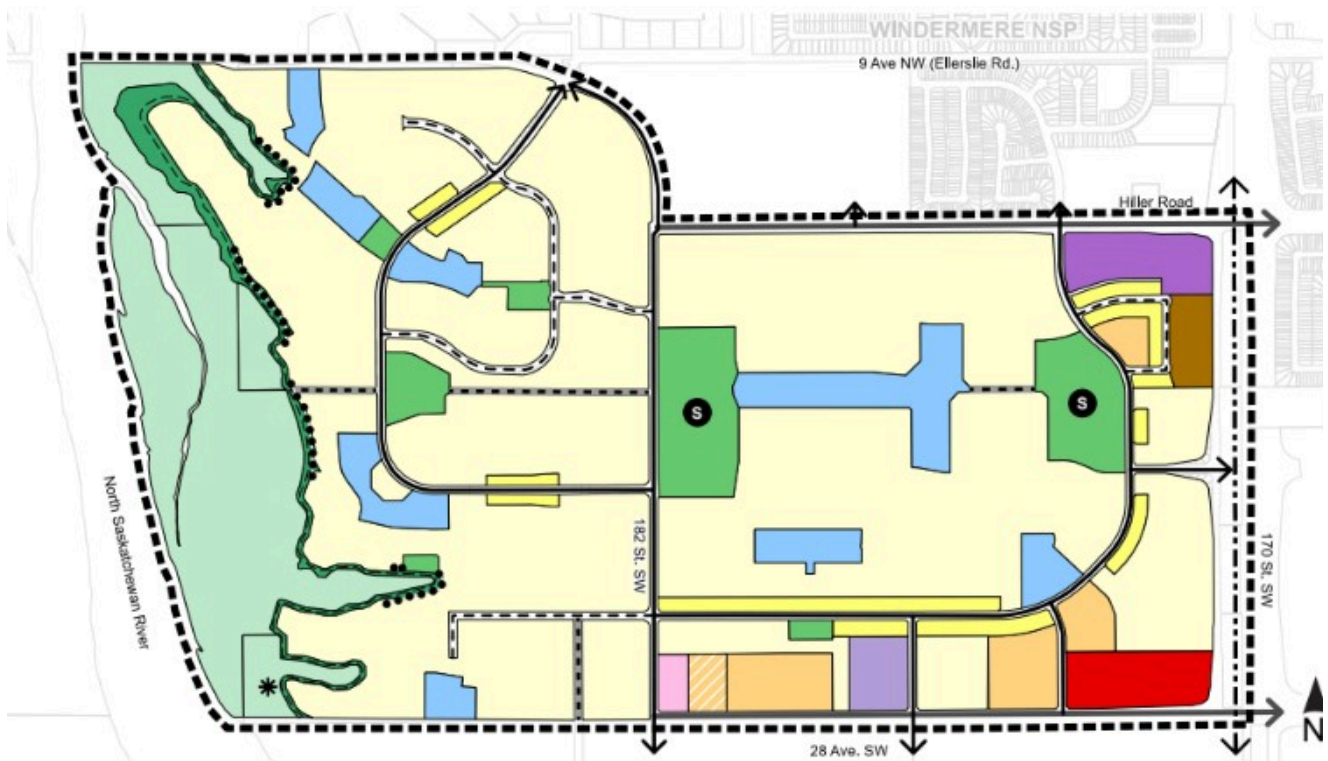 WINDERMERE NSP
9 Ave NW (Ellerslie Rd.)
Hiller Road
S
S
North Saskatchewan River
182 St. SW
170 St. SW
28 Ave. SW
N